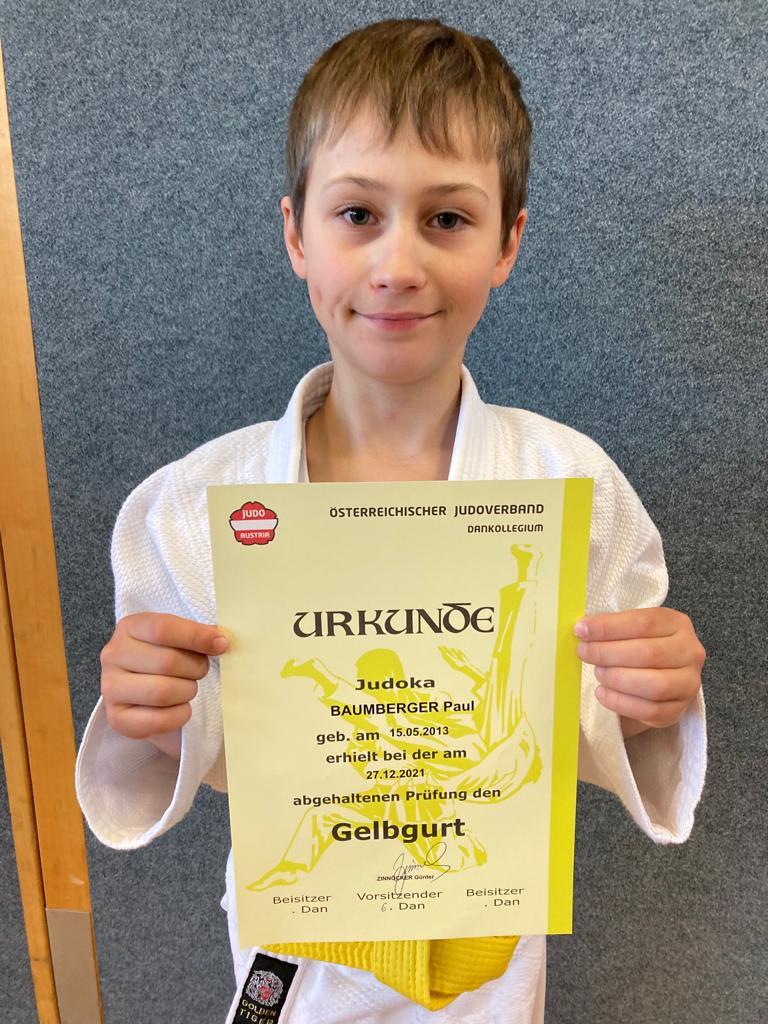 JUDO
AUSTRIA
ÖSTERREICHISCHER JUDOVERBAND
DANKOLLEGIUM
URKUNDE
Judoka
BAUMBERGER Paul
geb. am 15.05.2013
erhielt bei der am
27.12.2021
abgehaltenen Prüfung den
Gelbgurt
ZINNÖCKER Günter
Beisitzer Vorsitzender Beisitzer
. Dan 6. Dan . Dan
GOLDEN
TIGER